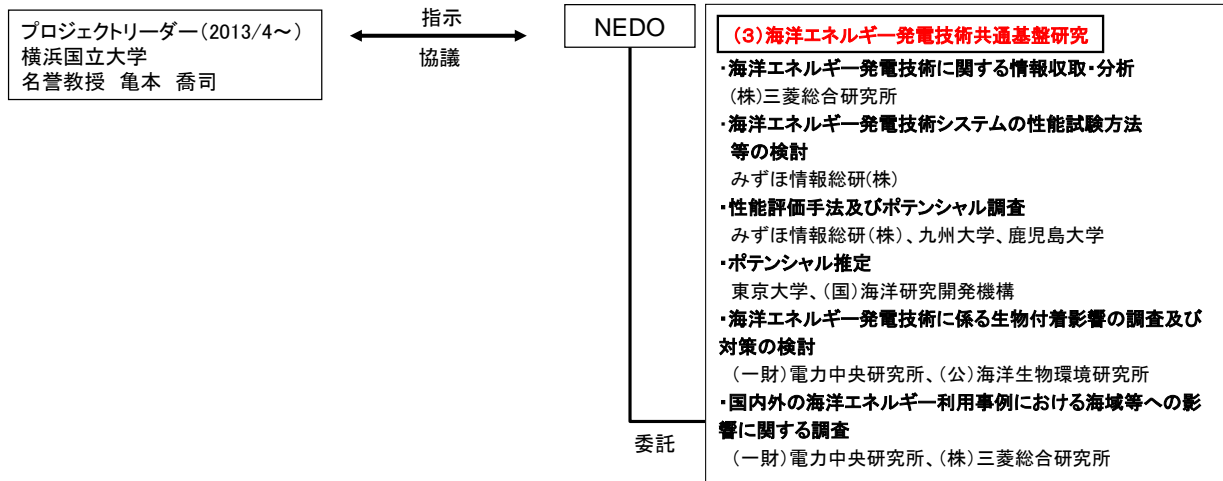 プロジェクトリーダー(2013/4～)
横浜国立大学
名誉教授 亀本 喬司
指示
協議
NEDO
(3)海洋エネルギー発電技術共通基盤研究
・海洋エネルギー発電技術に関する情報収取・分析
(株)三菱総合研究所
・海洋エネルギー発電技術システムの性能試験方法
等の検討
みずほ情報総研(株)
・性能評価手法及びポテンシャル調査
みずほ情報総研(株)、九州大学、鹿児島大学
・ポテンシャル推定
東京大学、(国)海洋研究開発機構
・海洋エネルギー発電技術に係る生物付着影響の調査及び
対策の検討
(一財)電力中央研究所、(公)海洋生物環境研究所
・国内外の海洋エネルギー利用事例における海域等への影
響に関する調査
(一財)電力中央研究所、(株)三菱総合研究所
委託